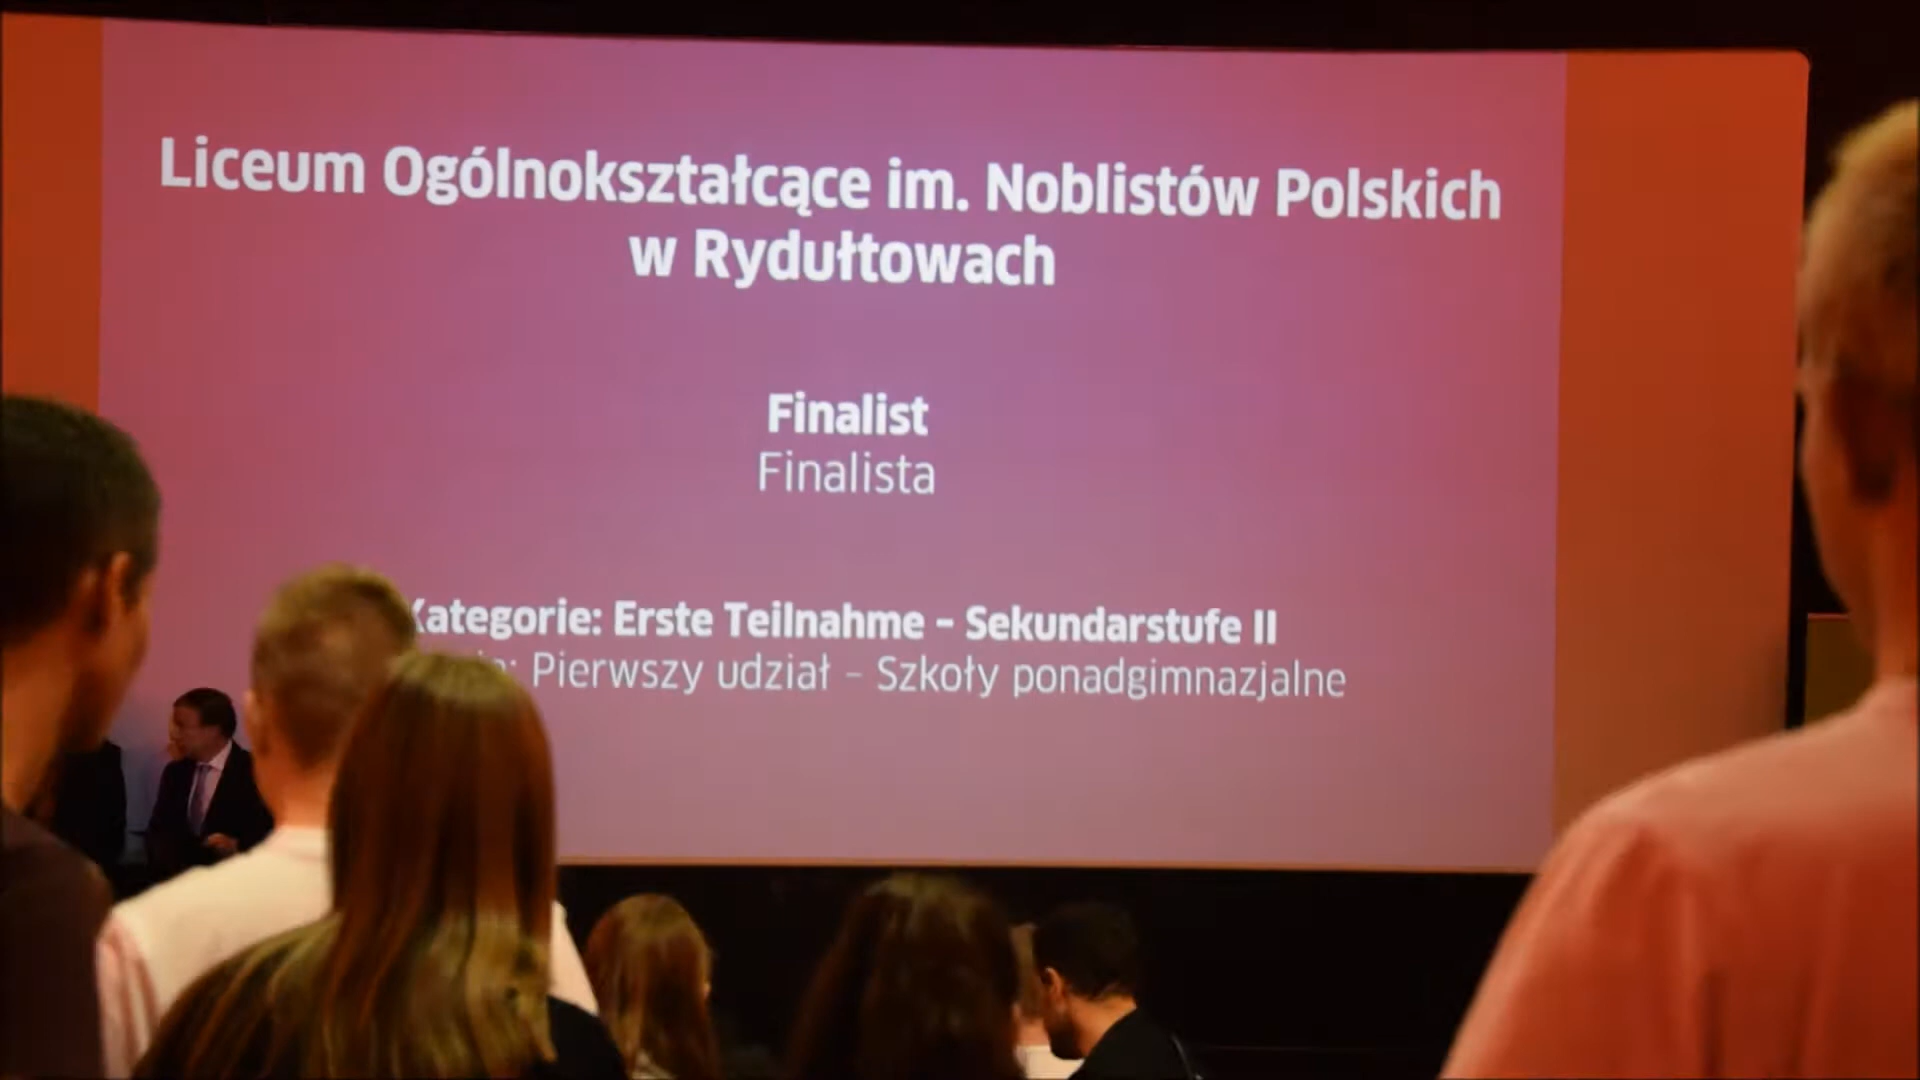 Liceum Ogólnokształcące im. Noblistów Polskich
w Rydułtowach
Finalist
Finalista
Kategorie: Erste Teilnahme – Sekundarstufe II
Pierwszy udział – Szkoły ponadgimnazjalne